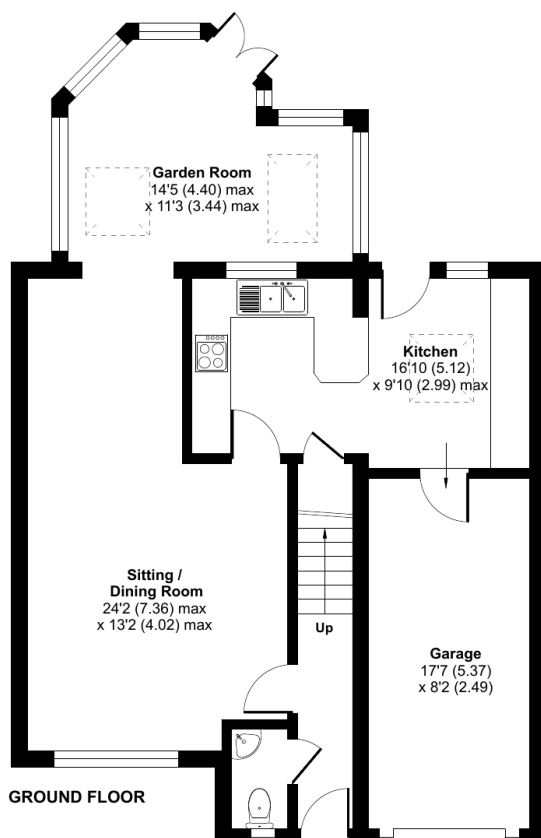 Garden Room
14'5 (4.40) max
x 11'3 (3.44) max
Kitchen
16'10 (5.12)
x 9'10 (2.99) max
Sitting /
Dining Room
24'2 (7.36) max
x 13'2 (4.02) max
Up
Garage
17'7 (5.37)
x 8'2 (2.49)
GROUND FLOOR